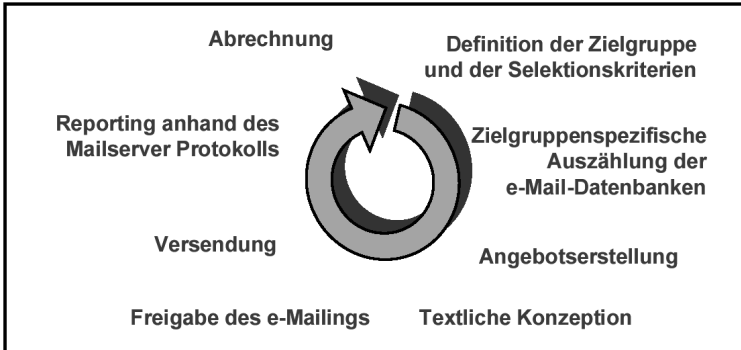 Abrechnung
Definition der Zielgruppe
und der Selektionskriterien
Reporting anhand des
Mailserver Protokolls
Zielgruppenspezifische
Auszählung der
e-Mail-Datenbanken
Versendung
Angebotserstellung
Freigabe des e-Mailings
Textliche Konzeption